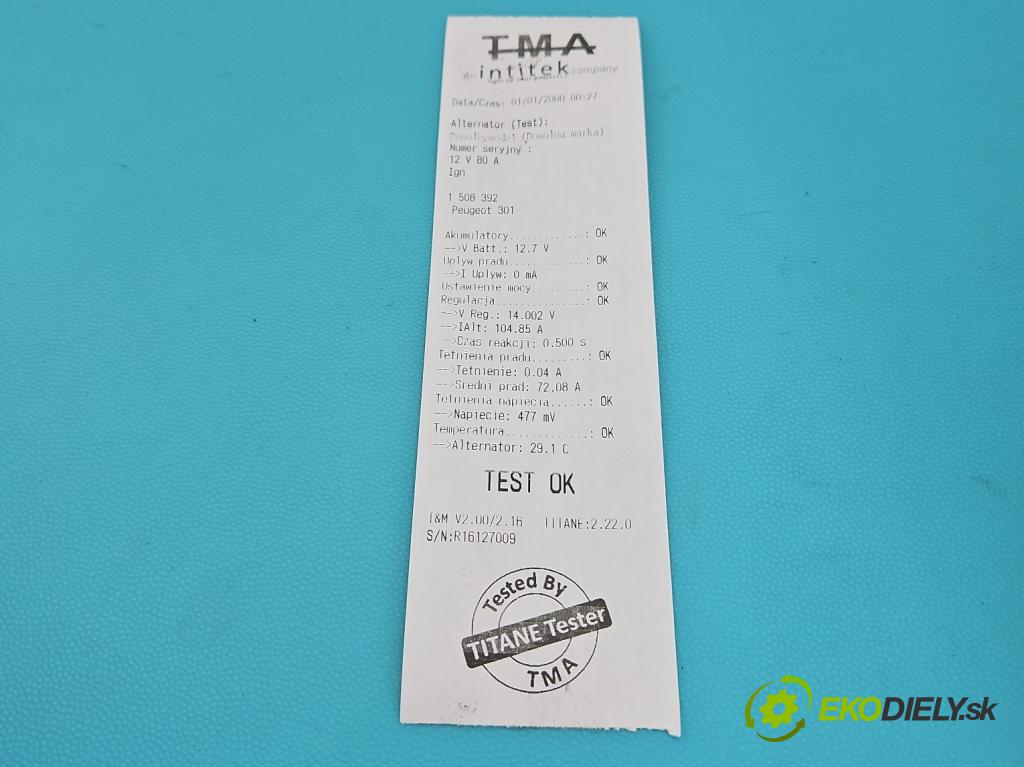 TMA
An intitek company
Data/Czas: 01/01/2000 00:27
Alternator (Test):
(Dowolna marka)
Numer seryjny :
12 V 80 A
Ign
1 508 392
Peugeot 301
Akumulatory............: OK
-->V Batt.: 12.7 V
Uplyw pradu............: OK
-->I Uplyw: 0 mA
Ustawienie mocy........: OK
Regulacja..............: OK
-->V Reg.: 14.002 V
-->IAlt: 104.85 A
->Czas reakcji: 0.500 s
Tetnienia pradu........: OK
-->Tetnienie: 0.04 A
-->Sredni prad: 72.08 A
Tetnienia napiecia.....: OK
-->Napiecie: 477 mV
Temperatura............: OK
-->Alternator: 29.1 C
TEST OK
I&M V2.00/2.16 TITANE:2.22.0
S/N:R16127009
Tested By
TITANE Tester
TMA
EKODIELY.sk